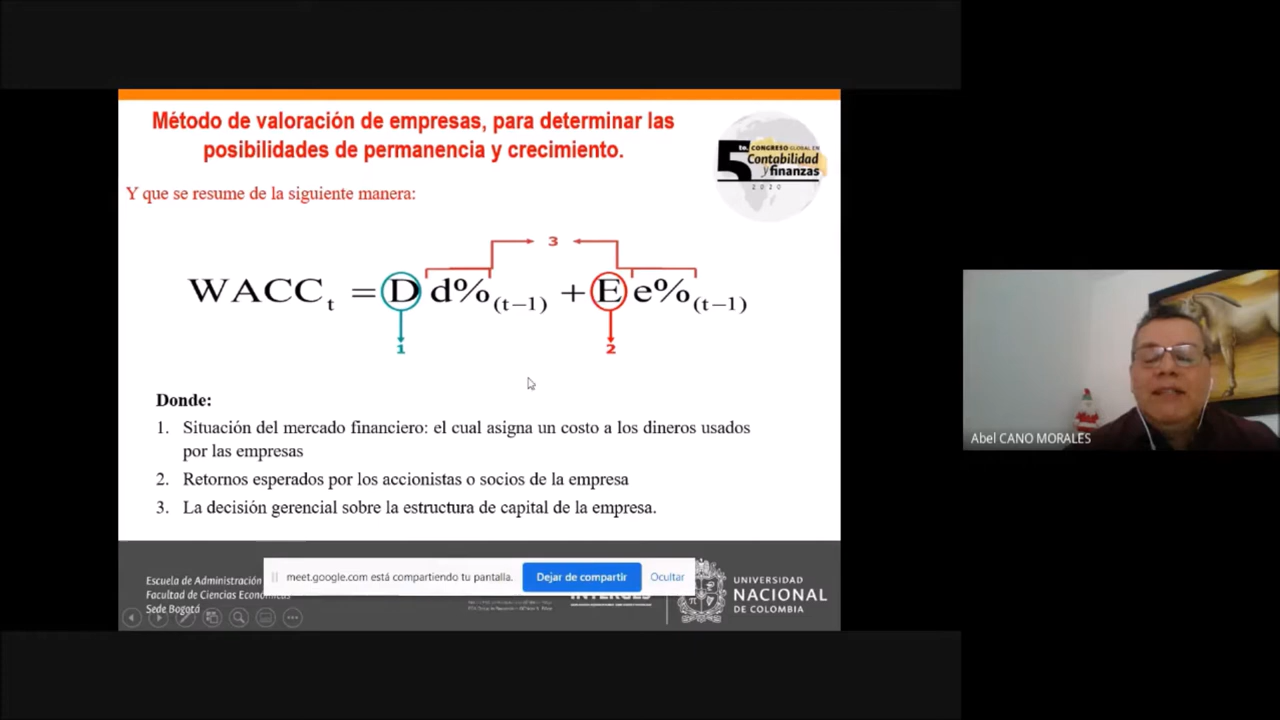 Método de valoración de empresas, para determinar las
posibilidades de permanencia y crecimiento.
5to. CONGRESO GLOBAL EN
Contabilidad
y finanzas
2020
Y que se resume de la siguiente manera:
3
WACC t = D d% (t−1) + E e% (t−1)
1
2
Donde:
1. Situación del mercado financiero: el cual asigna un costo a los dineros usados
por las empresas
2. Retornos esperados por los accionistas o socios de la empresa
3. La decisión gerencial sobre la estructura de capital de la empresa.
Abel CANO MORALES
meet.google.com está compartiendo tu pantalla.
Dejar de compartir
Ocultar
Escuela de Administración
Facultad de Ciencias Económicas
Sede Bogotá
UNIVERSIDAD
NACIONAL
DE COLOMBIA